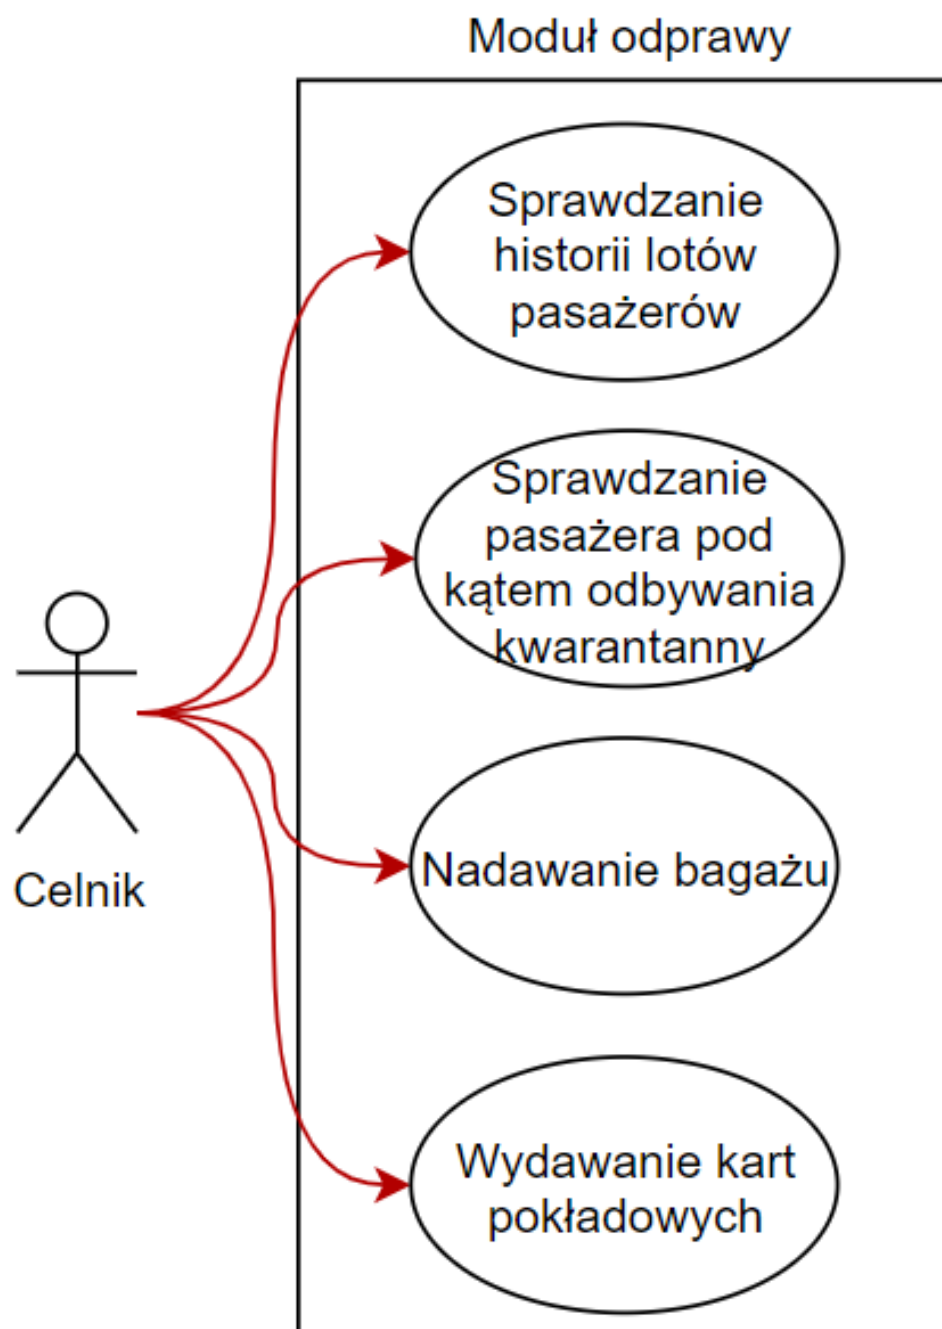 Moduł odprawy
Sprawdzanie
historii lotów
pasażerów
Sprawdzanie
pasażera pod
kątem odbywania
kwarantanny
Celnik
Nadawanie bagażu
Wydawanie kart
pokładowych